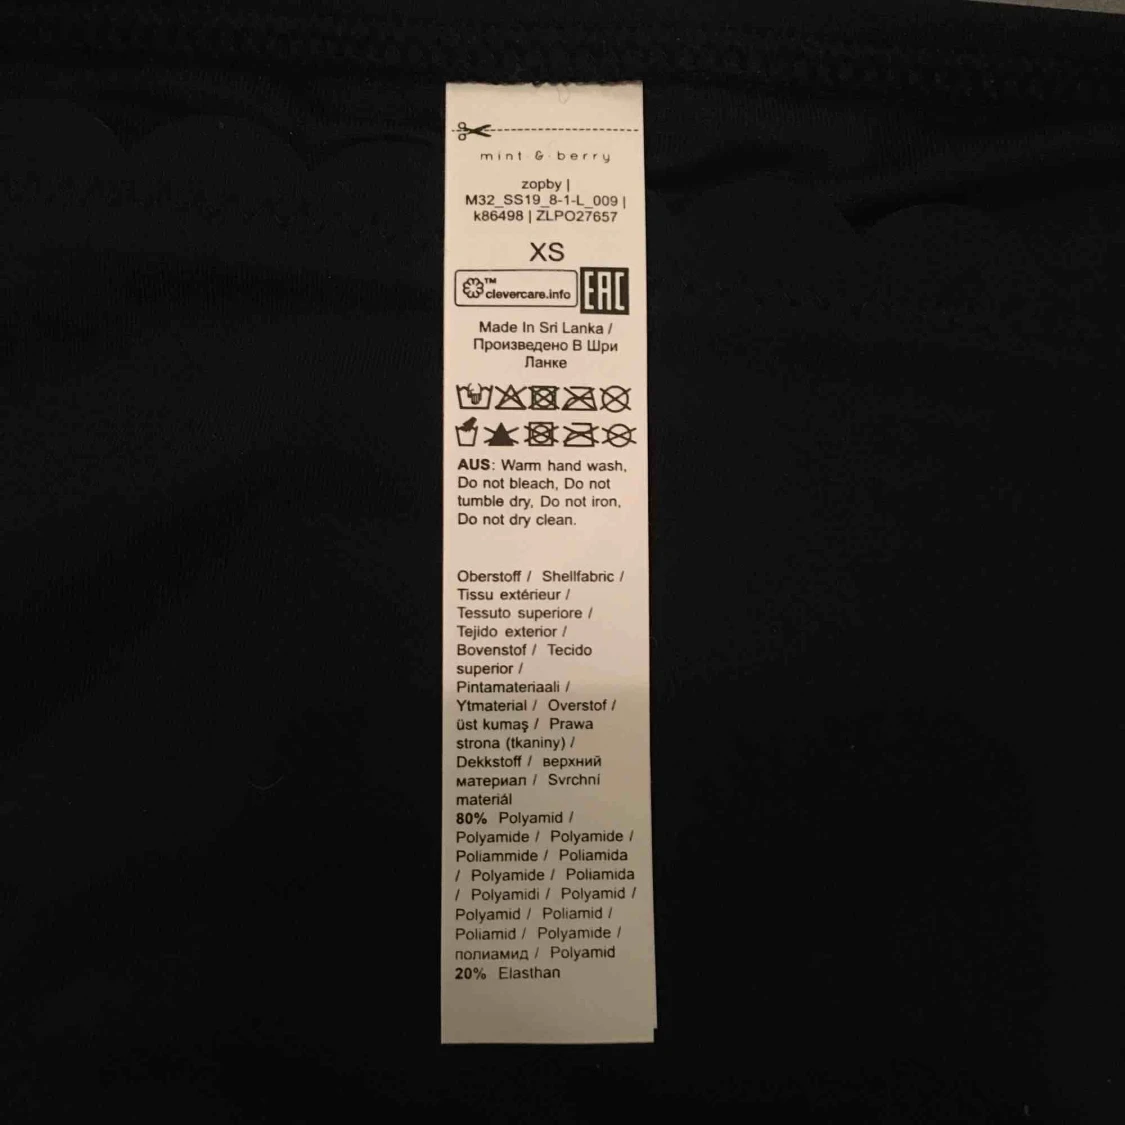 mint & berry
zopby |
M32_SS19_8-1-L_009 |
k86498 | ZLPO27657
XS
TM
clevercare.info
EAC
Made In Sri Lanka /
Произведено В Шри
Ланке
AUS: Warm hand wash,
Do not bleach, Do not
tumble dry, Do not iron,
Do not dry clean.
Oberstoff / Shellfabric /
Tissu extérieur /
Tessuto superiore /
Tejido exterior /
Bovenstof / Tecido
superior /
Pintamateriaali /
Ytmaterial / Overstof /
üst kumaş / Prawa
strona (tkaniny) /
Dekkstoff / верхний
материал / Svrchní
materiál
80% Polyamid /
Polyamide / Polyamide /
Poliammide / Poliamida
/ Polyamide / Poliamida
/ Polyamidi / Polyamid /
Polyamid / Poliamid /
Poliamid / Polyamide /
полиамид / Polyamid
20% Elasthan